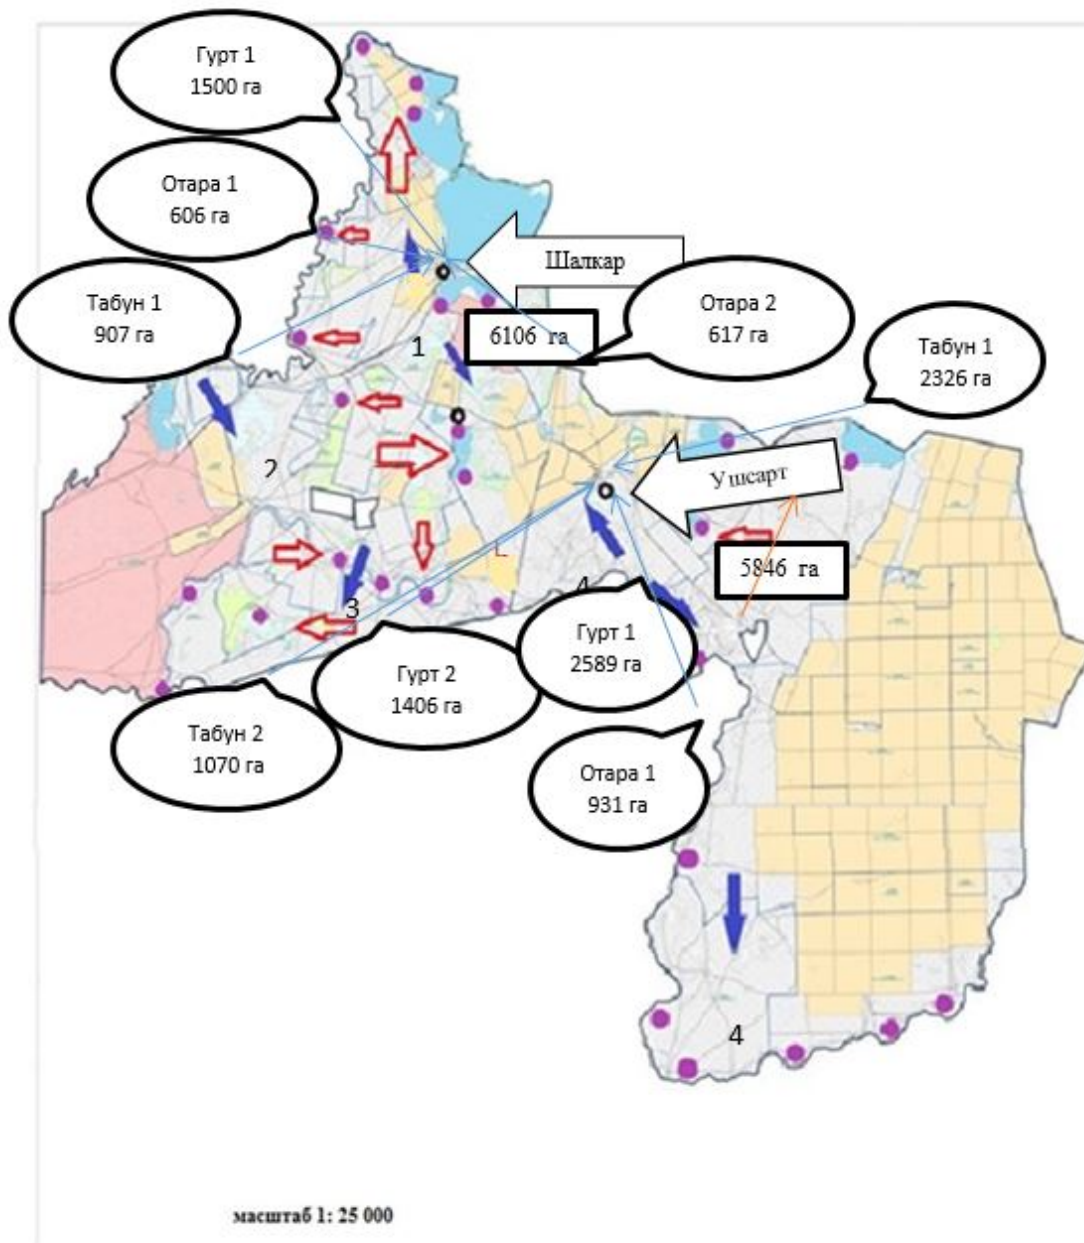 Гурт 1
1500 га
Отара 1
606 га
Шалкар
Табун 1
907 га
Отара 2
617 га
6106 га
Табун 1
2326 га
1
2
Ушсарт
5846 га
3
4
Гурт 1
2589 га
Гурт 2
1406 га
Табун 2
1070 га
Отара 1
931 га
4
масштаб 1: 25 000